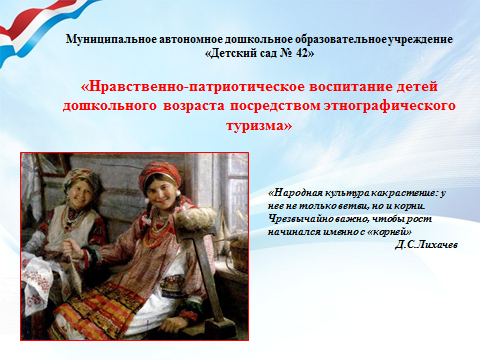 Муниципальное автономное дошкольное образовательное учреждение
«Детский сад № 42»
«Нравственно-патриотическое воспитание детей
дошкольного возраста посредством этнографического
туризма»
«Народная культура как растение: у
нее не только ветви, но и корни.
Чрезвычайно важно, чтобы рост
начинался именно с «корней»
Д.С.Лихачев